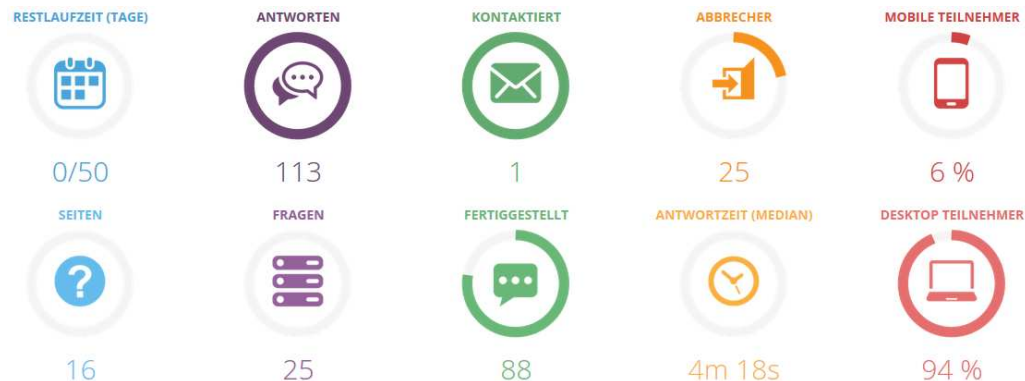 RESTLAUFZEIT (TAGE) ANTWORTEN KONTAKTIERT ABBRECHER MOBILE TEILNEHMER
0/50 113 1 25 6 %
SEITEN FRAGEN FERTIGGESTELLT ANTWORTZEIT (MEDIAN) DESKTOP TEILNEHMER
?
16 25 88 4m 18s 94 %